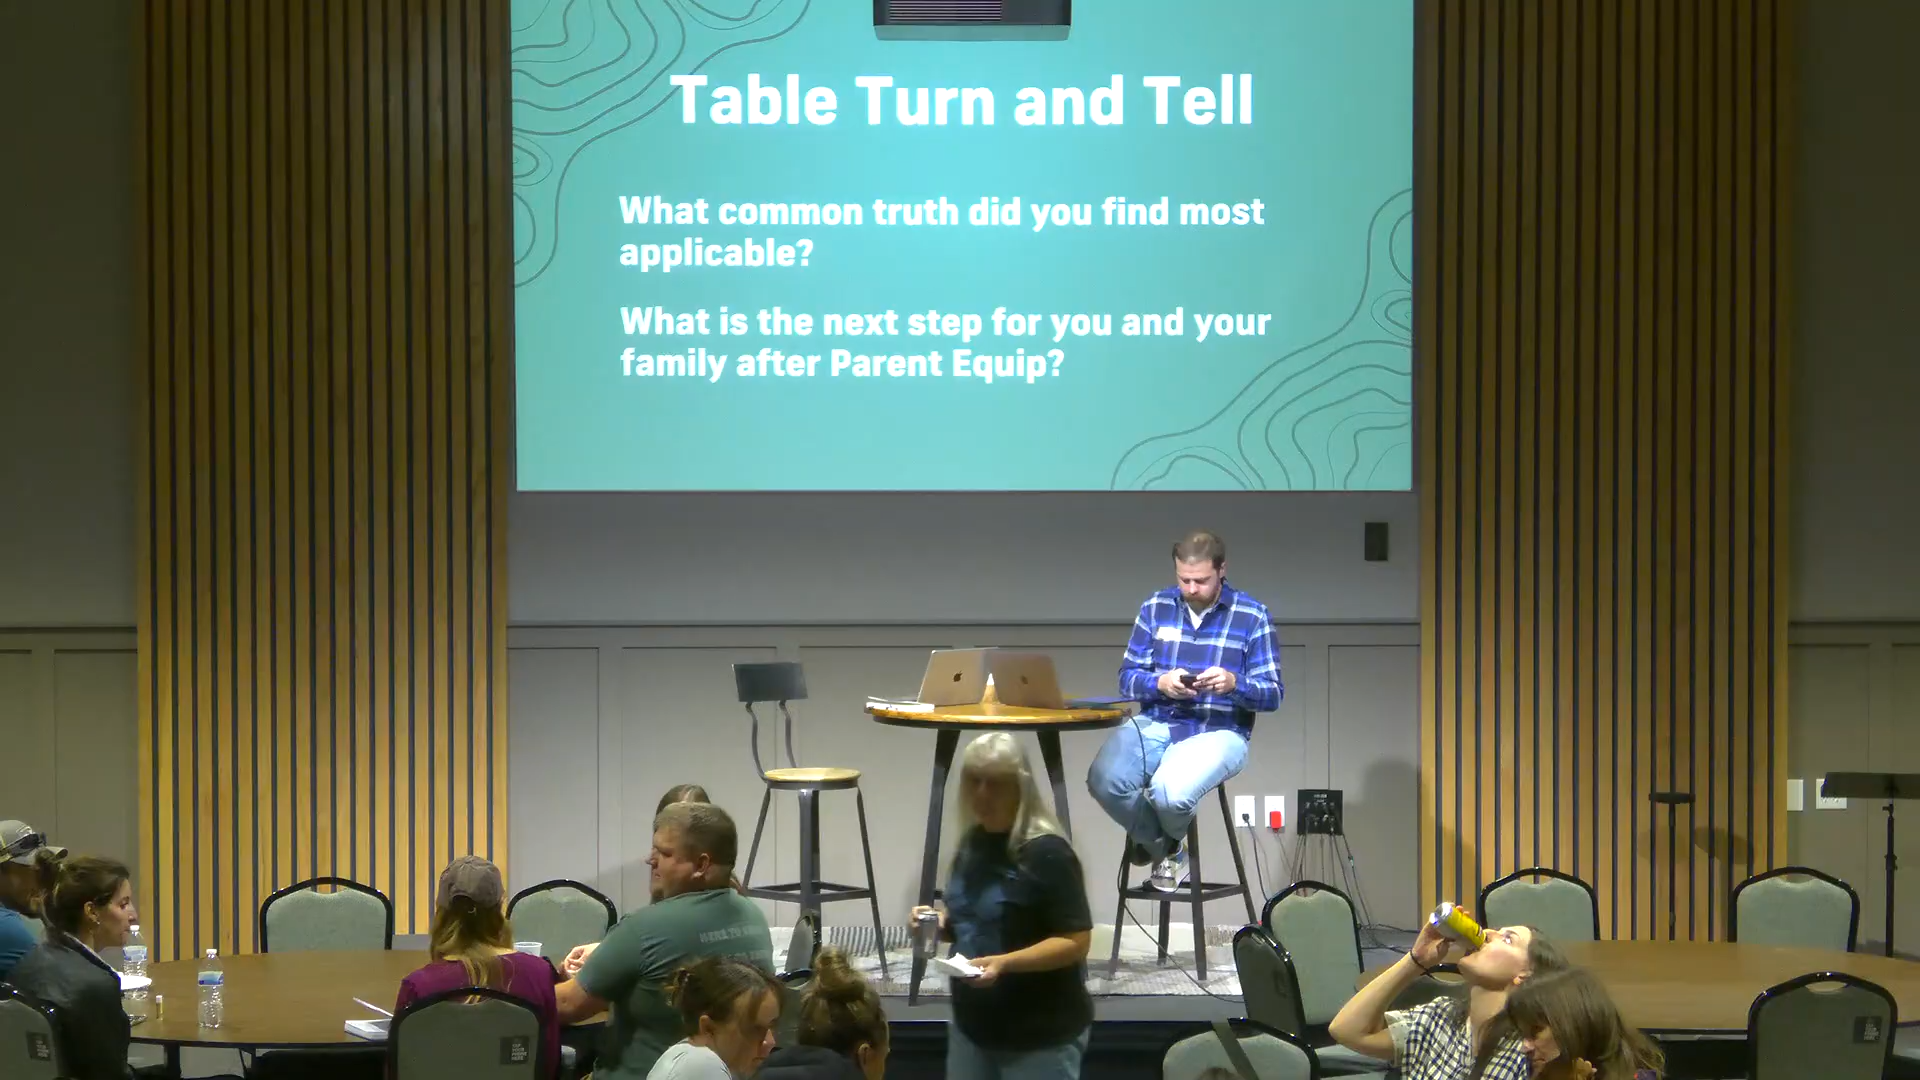 Table Turn and Tell
What common truth did you find most
applicable?
What is the next step for you and your
family after Parent Equip?